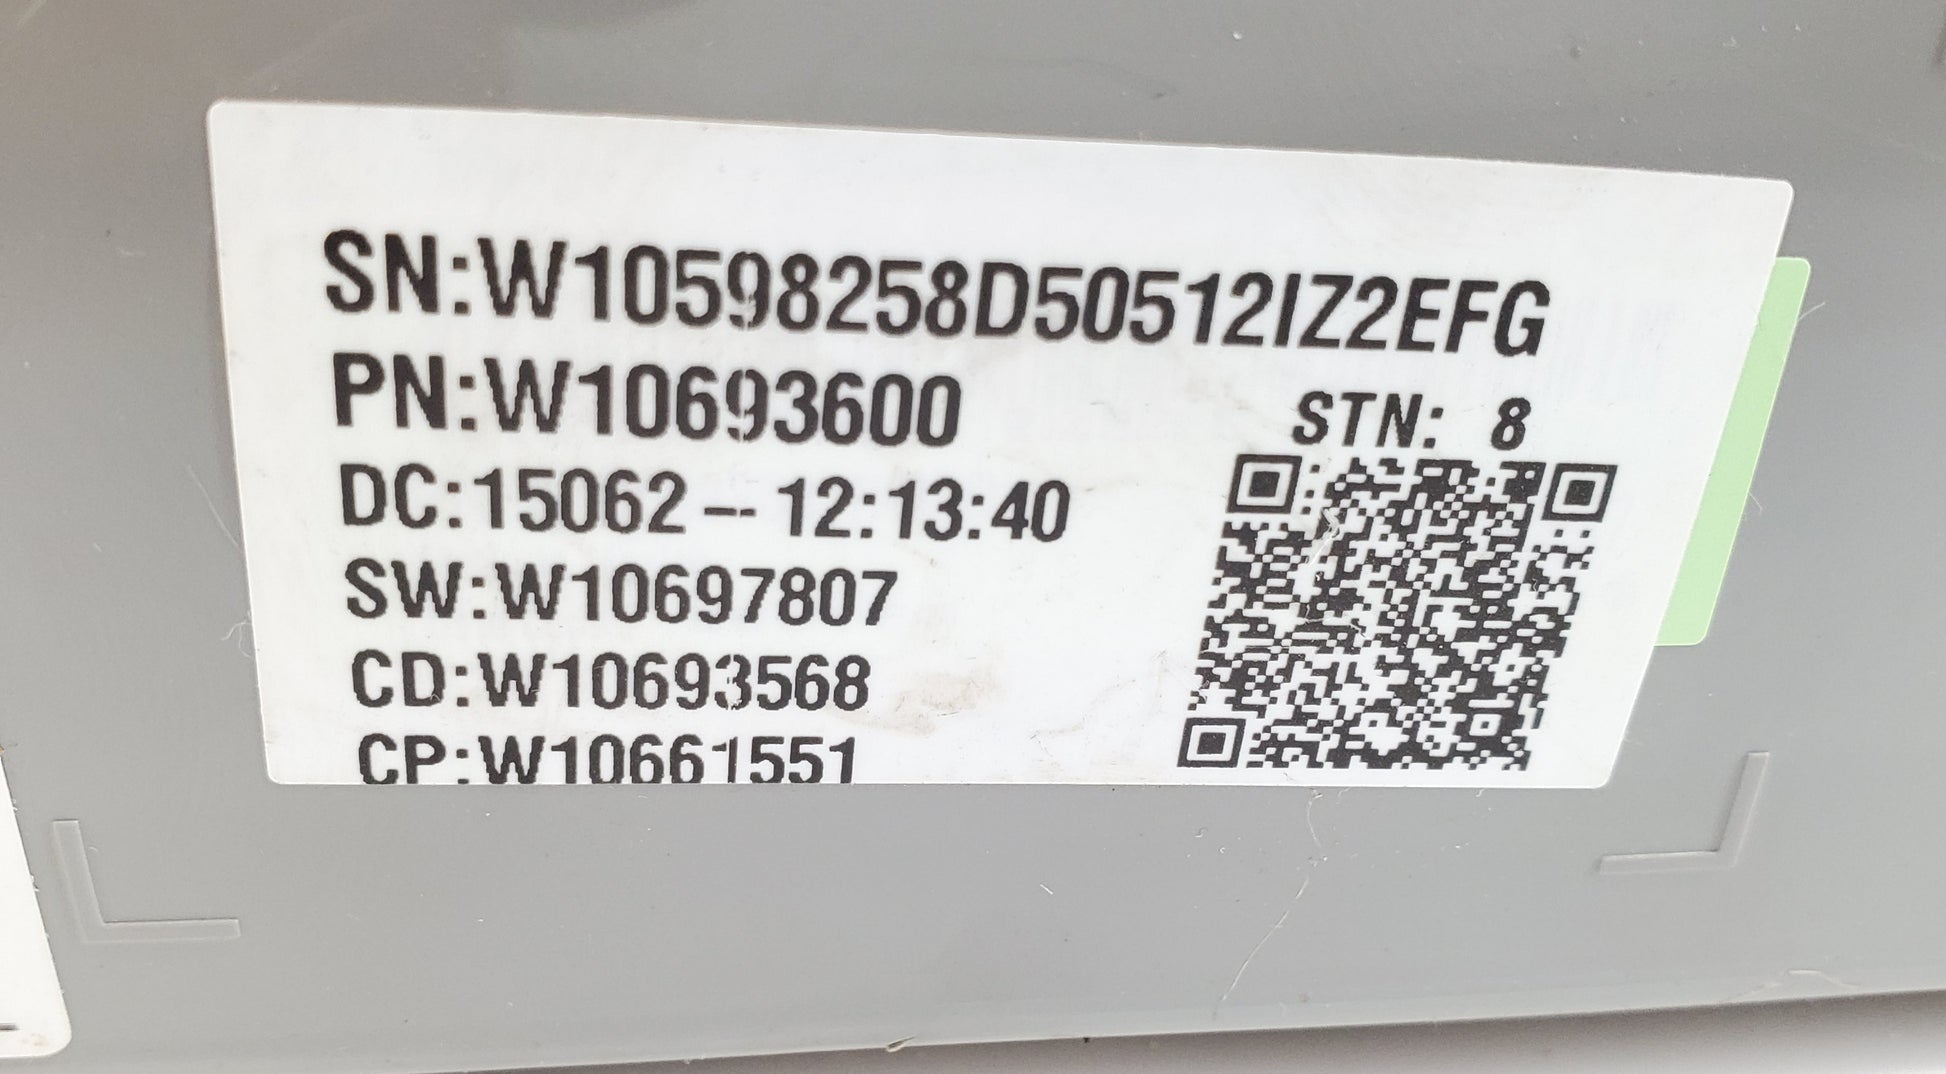 SN:W10598258D50512IZ2EFG
PN:W10693600
STN: 8
DC:15062 -- 12:13:40
SW:W10697807
CD:W10693568
CP:W10661551